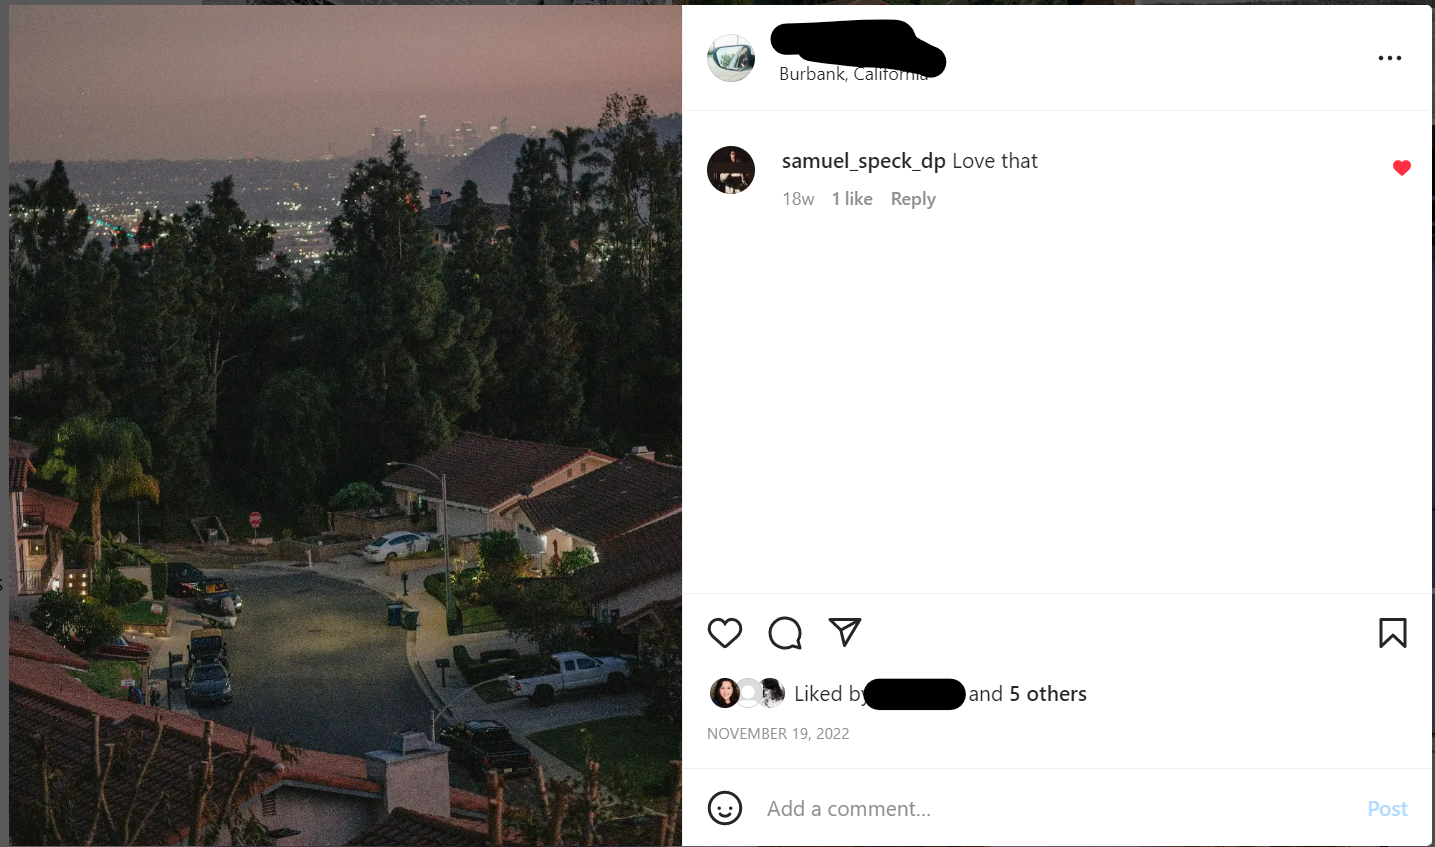 Burbank, California
samuel_speck_dp Love that
18w 1 like Reply
Liked by and 5 others
NOVEMBER 19, 2022
Add a comment...
Post